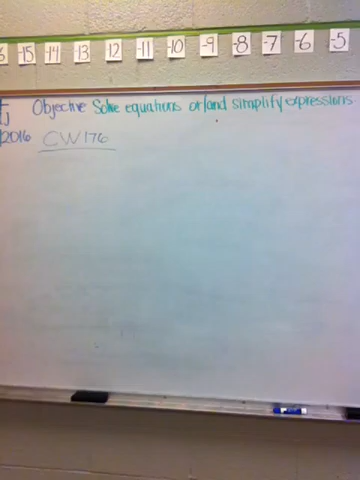 -15 -14 -13 -12 -11 -10 -9 -8 -7 -6 -5
Objective Solve equations or/and simplify expressions
2016 CW176